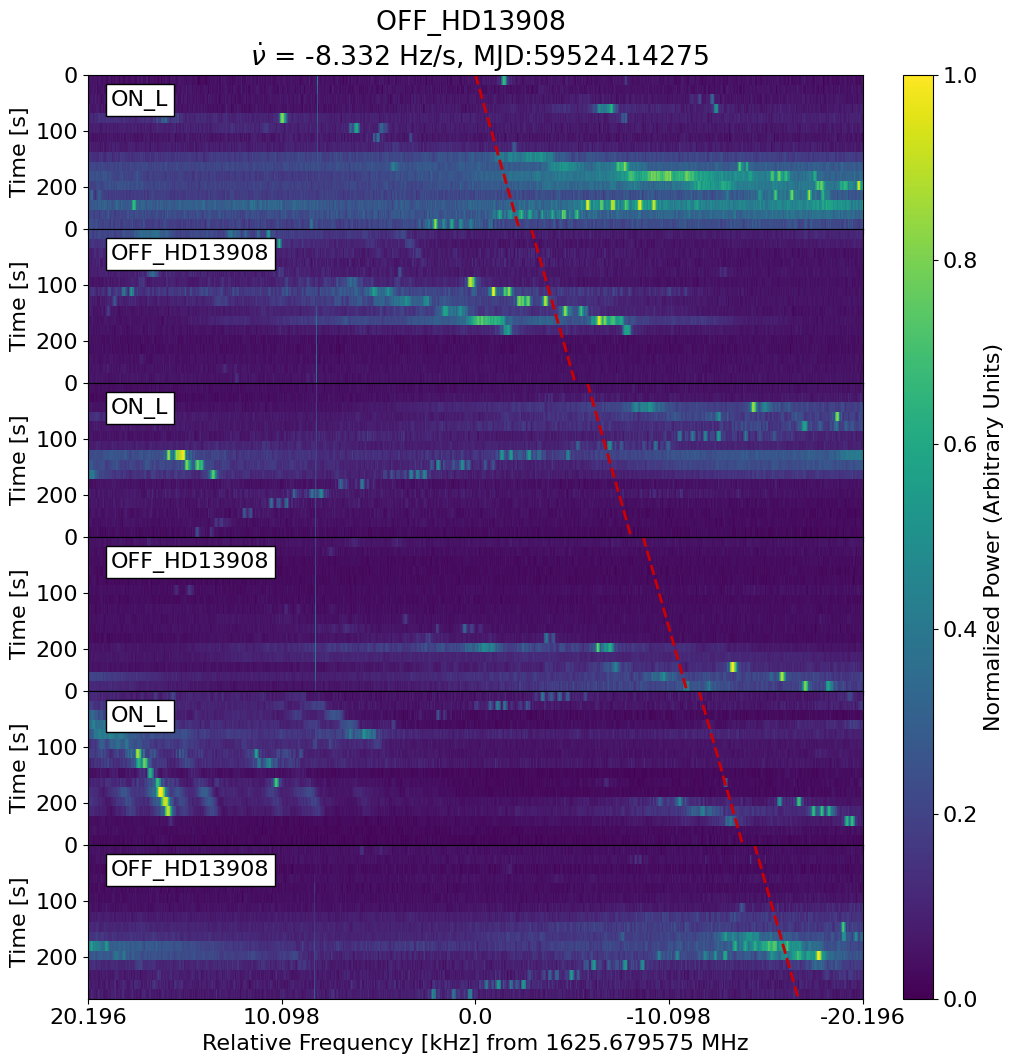 OFF_HD13908
ν̇ = -8.332 Hz/s, MJD:59524.14275
0
ON_L
100
200
Time [s]
0
OFF_HD13908
100
200
Time [s]
0
ON_L
100
200
Time [s]
0
OFF_HD13908
100
200
Time [s]
0
ON_L
100
200
Time [s]
0
OFF_HD13908
100
200
Time [s]
20.196 10.098 0.0 -10.098 -20.196
Relative Frequency [kHz] from 1625.679575 MHz
1.0
0.8
0.6
0.4
0.2
0.0
Normalized Power (Arbitrary Units)